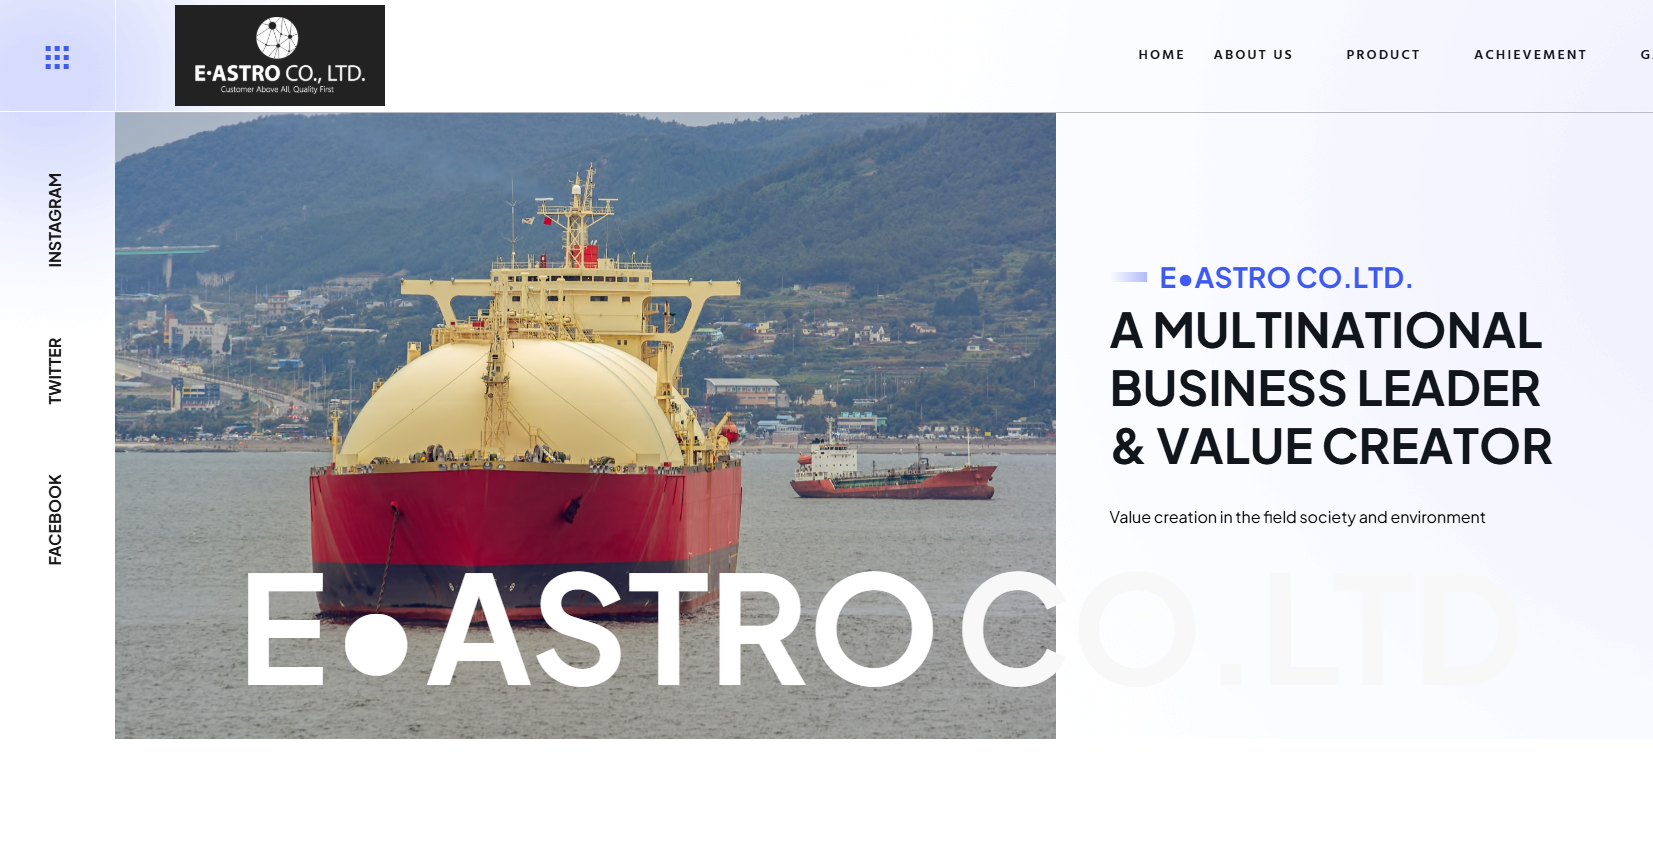 E·ASTRO CO., LTD.
Customer Above All, Quality First
HOME ABOUT US PRODUCT ACHIEVEMENT
INSTAGRAM
TWITTER
FACEBOOK
E●ASTRO CO.LTD.
A MULTINATIONAL
BUSINESS LEADER
& VALUE CREATOR
Value creation in the field society and environment
E●ASTRO CO.LTD